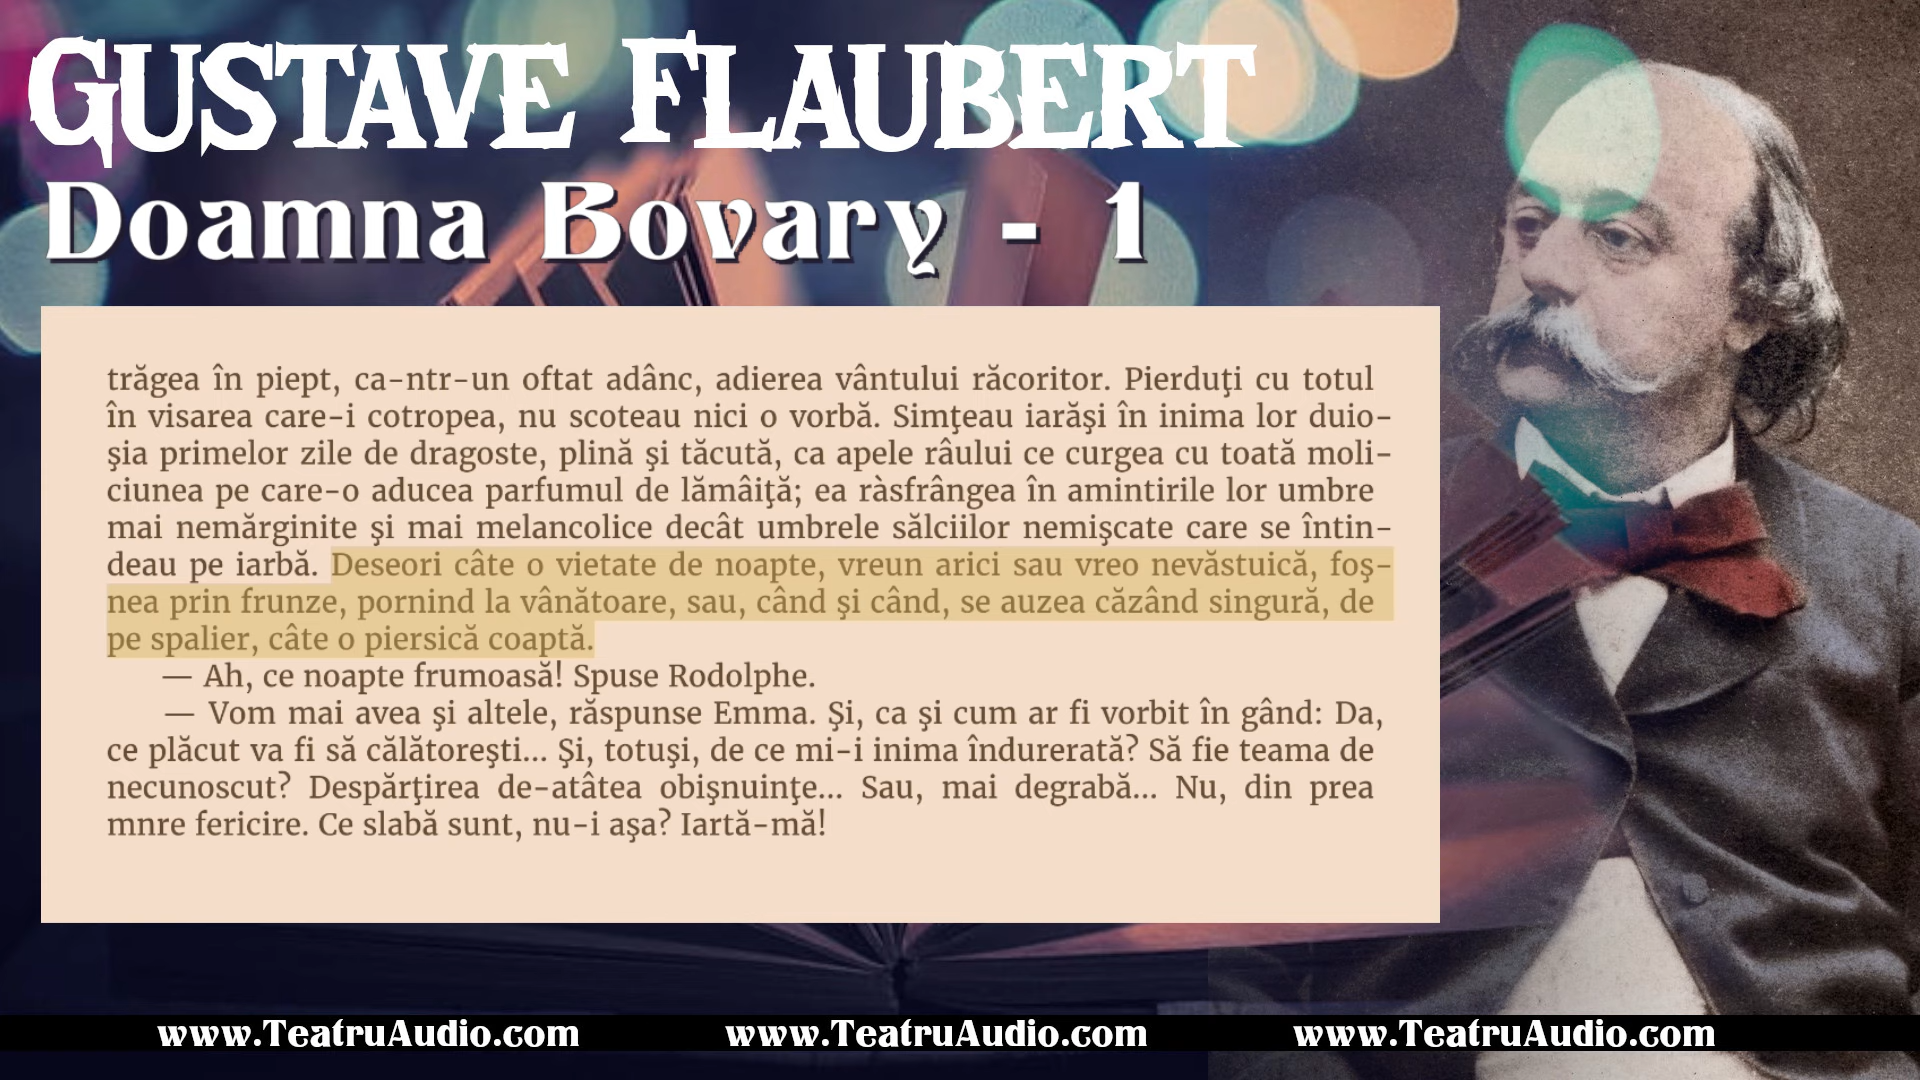 GUSTAVE FLAUBERT
Doamna Bovary - 1
trăgea în piept, ca-ntr-un oftat adânc, adierea vântului răcoritor. Pierduţi cu totul
în visarea care-i cotropea, nu scoteau nici o vorbă. Simţeau iarăşi în inima lor duio-
şia primelor zile de dragoste, plină şi tăcută, ca apele râului ce curgea cu toată moli-
ciunea pe care-o aducea parfumul de lămâiţă; ea ràsfrângea în amintirile lor umbre
mai nemărginite şi mai melancolice decât umbrele sălciilor nemişcate care se întin-
deau pe iarbă. Deseori câte o vietate de noapte, vreun arici sau vreo nevăstuică, foş-
nea prin frunze, pornind la vânătoare, sau, când şi când, se auzea căzând singură, de
pe spalier, câte o piersică coaptă.
— Ah, ce noapte frumoasă! Spuse Rodolphe.
— Vom mai avea şi altele, răspunse Emma. Şi, ca şi cum ar fi vorbit în gând: Da,
ce plăcut va fi să călătoreşti... Şi, totuşi, de ce mi-i inima îndurerată? Să fie teama de
necunoscut? Despărţirea de-atâtea obişnuinţe... Sau, mai degrabă... Nu, din prea
mnre fericire. Ce slabă sunt, nu-i aşa? Iartă-mă!
www.TeatruAudio.com www.TeatruAudio.com www.TeatruAudio.com